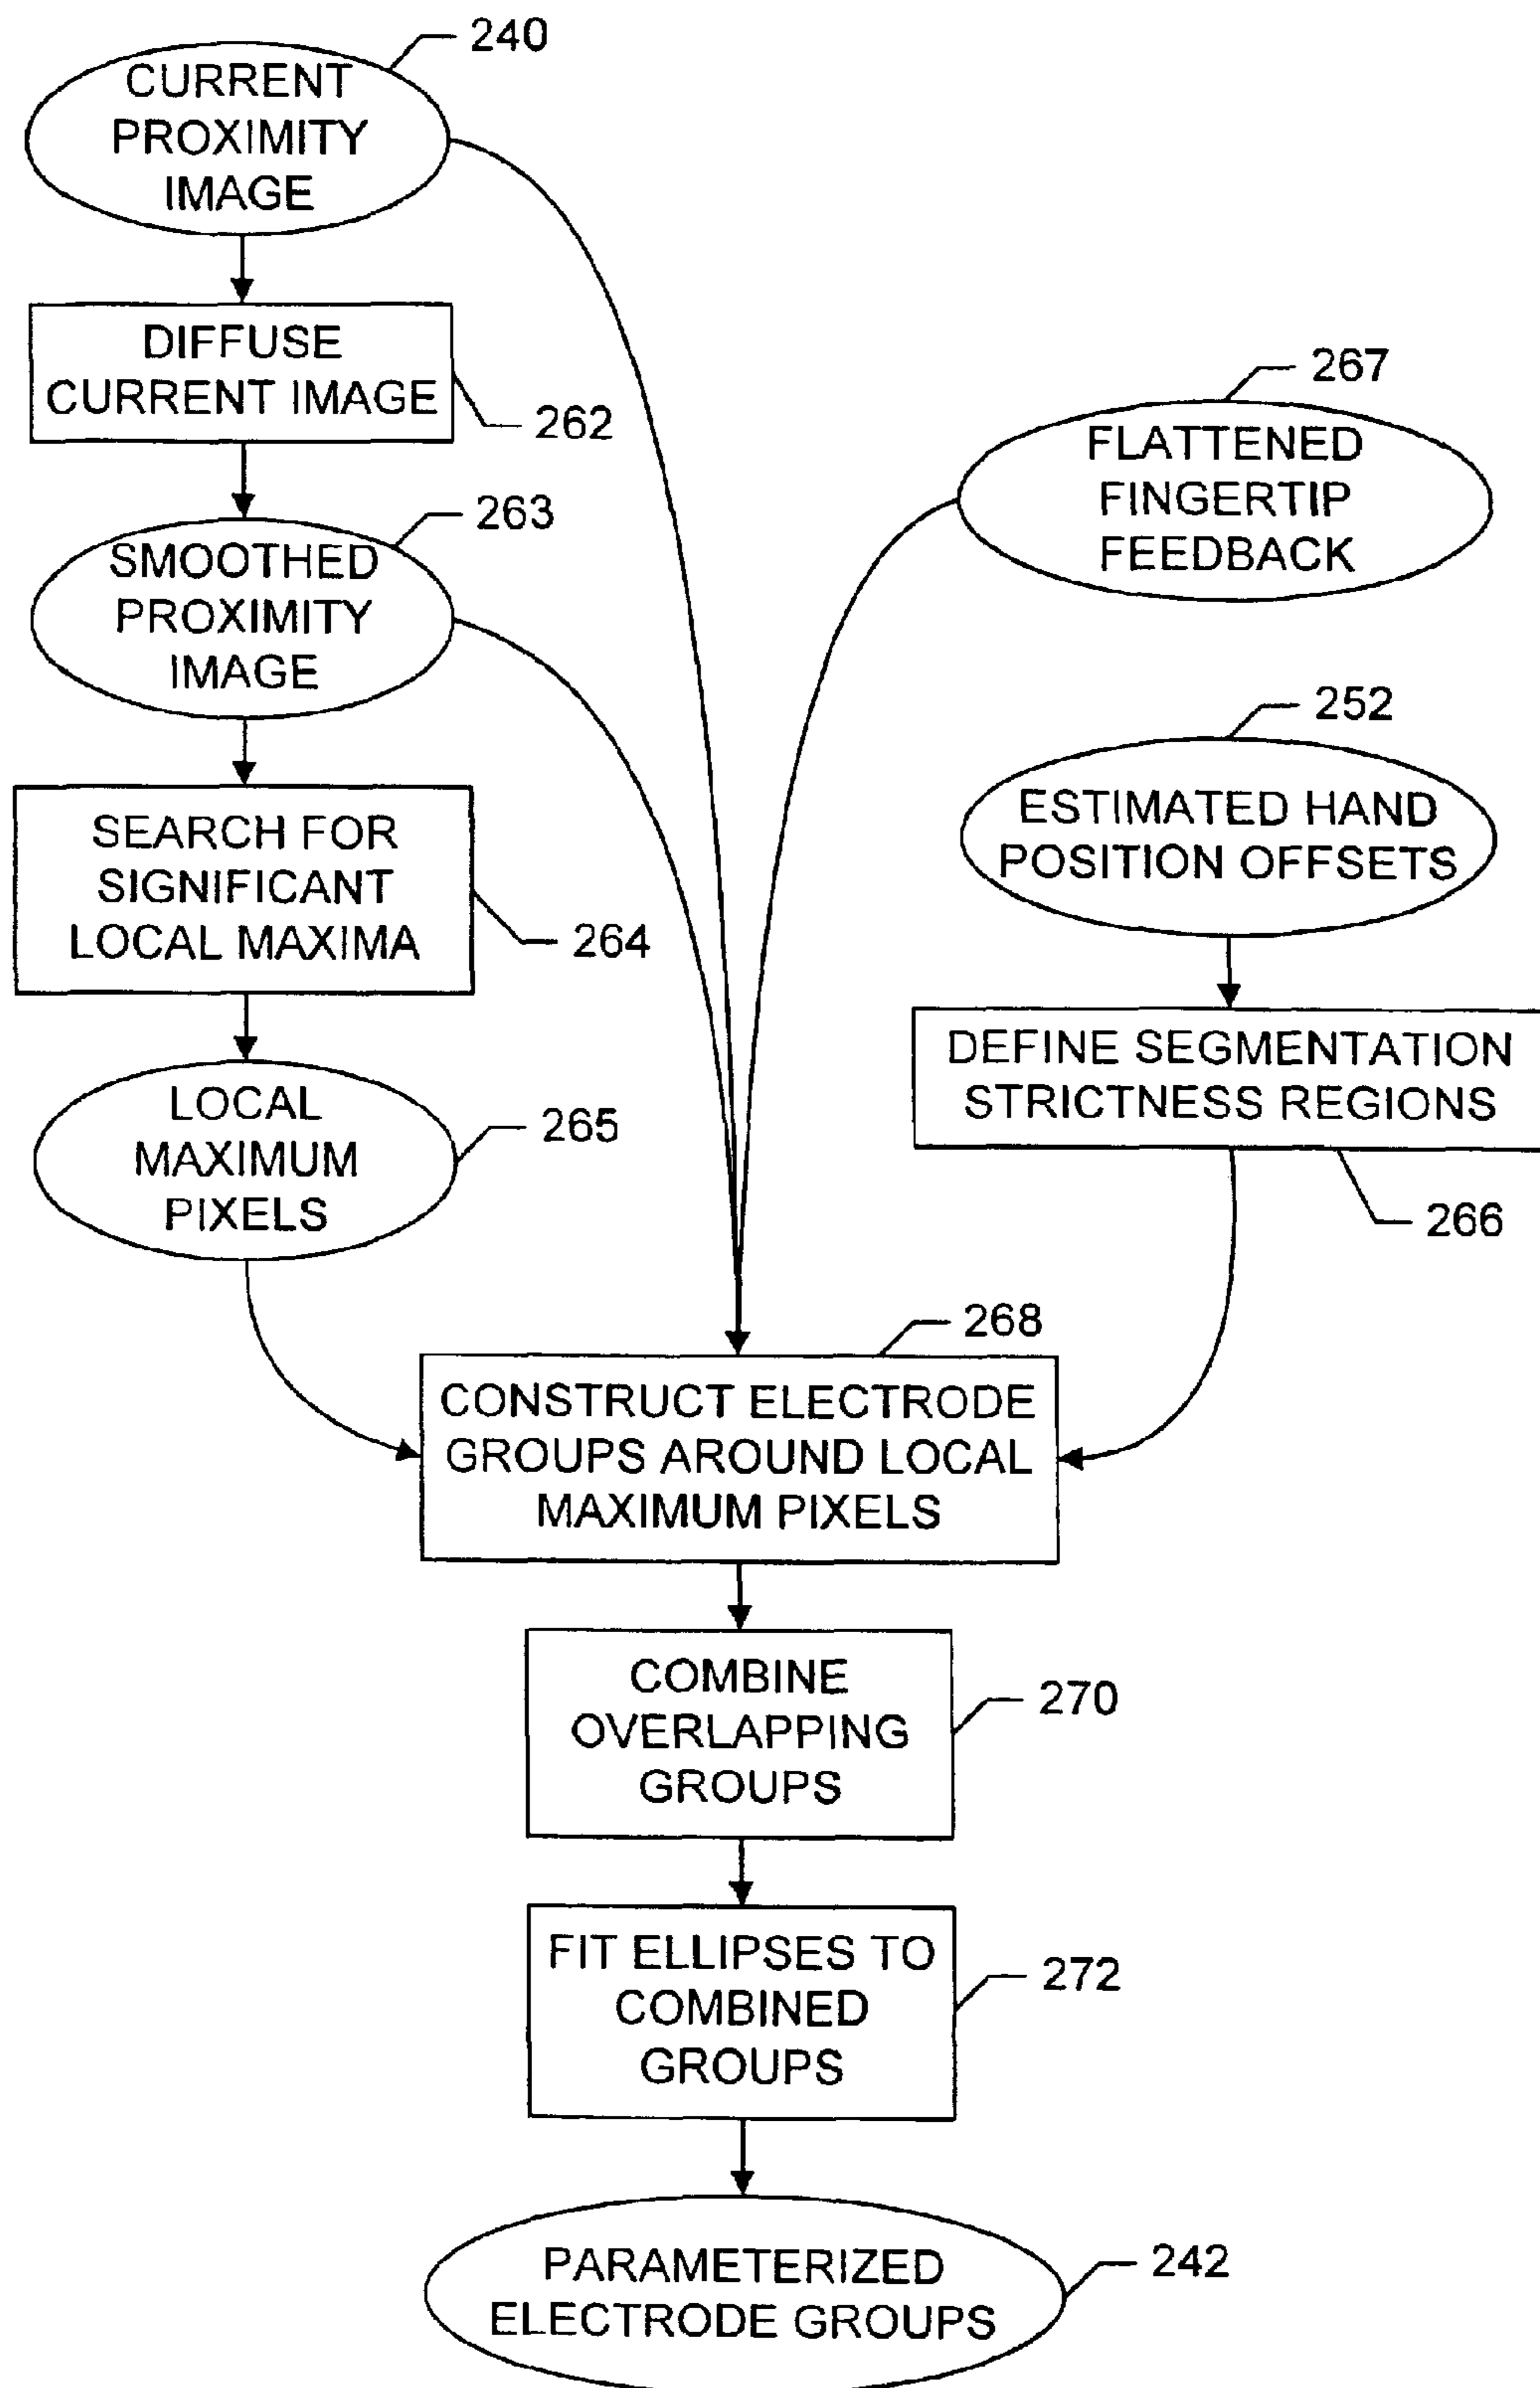 240
CURRENT
PROXIMITY
IMAGE
DIFFUSE
CURRENT IMAGE
262
263
SMOOTHED
PROXIMITY
IMAGE
SEARCH FOR
SIGNIFICANT
LOCAL MAXIMA
264
LOCAL
MAXIMUM
PIXELS
265
267
FLATTENED
FINGERTIP
FEEDBACK
252
ESTIMATED HAND
POSITION OFFSETS
DEFINE SEGMENTATION
STRICTNESS REGIONS
266
268
CONSTRUCT ELECTRODE
GROUPS AROUND LOCAL
MAXIMUM PIXELS
COMBINE
OVERLAPPING
GROUPS
270
FIT ELLIPSES TO
COMBINED
GROUPS
272
PARAMETERIZED
ELECTRODE GROUPS
242